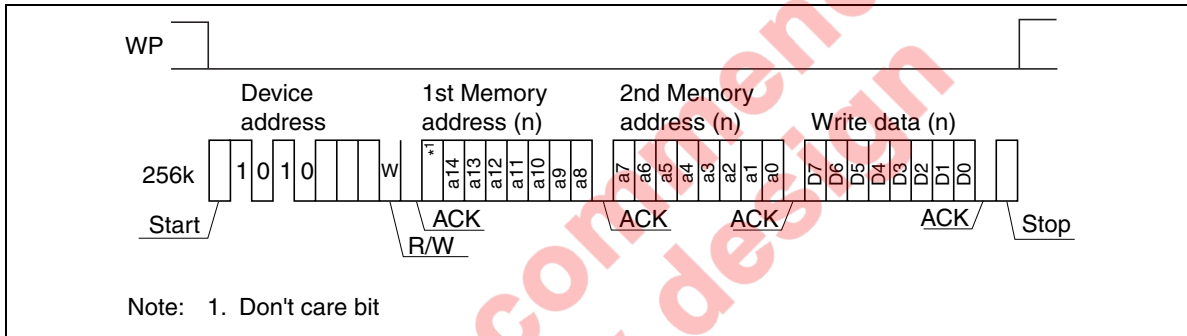 WP
Device address
1st Memory address (n)
2nd Memory address (n)
Write data (n)
256k
1 0 1 0 W *1 a14 a13 a12 a11 a10 a9 a8 a7 a6 a5 a4 a3 a2 a1 a0 D7 D6 D5 D4 D3 D2 D1 D0
Start
R/W
ACK
ACK
ACK
ACK
Stop
Note: 1. Don't care bit
commen
design